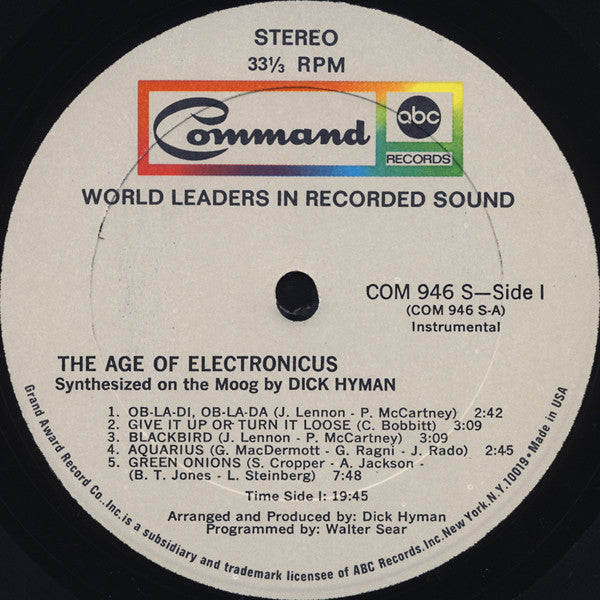 STEREO
33⅓ RPM
Command
abc
RECORDS
WORLD LEADERS IN RECORDED SOUND
COM 946 S—Side I
(COM 946 S-A)
Instrumental
THE AGE OF ELECTRONICUS
Synthesized on the Moog by DICK HYMAN
1. OB-LA-DI, OB-LA-DA (J. Lennon - P. McCartney) 2:42
2. GIVE IT UP OR TURN IT LOOSE (C. Bobbitt) 3:09
3. BLACKBIRD (J. Lennon - P. McCartney) 3:09
4. AQUARIUS (G. MacDermott - G. Ragni - J. Rado) 2:45
5. GREEN ONIONS (S. Cropper - A. Jackson -
(B. T. Jones - L. Steinberg) 7:48
Time Side I: 19:45
Arranged and Produced by: Dick Hyman
Programmed by: Walter Sear
Grand Award Record Co., Inc. is a subsidiary and trademark licensee of ABC Records, Inc. New York, N.Y. 10019 • Made in USA